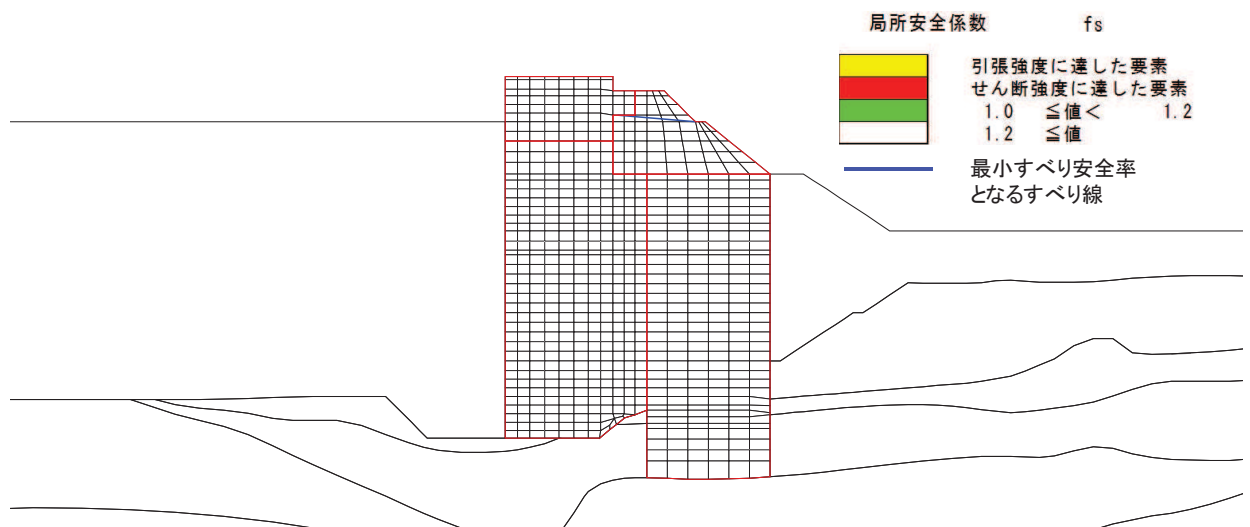 局所安全係数 fs
引張強度に達した要素
せん断強度に達した要素
1.0 ≦値< 1.2
1.2 ≦値
最小すべり安全率
となるすべり線